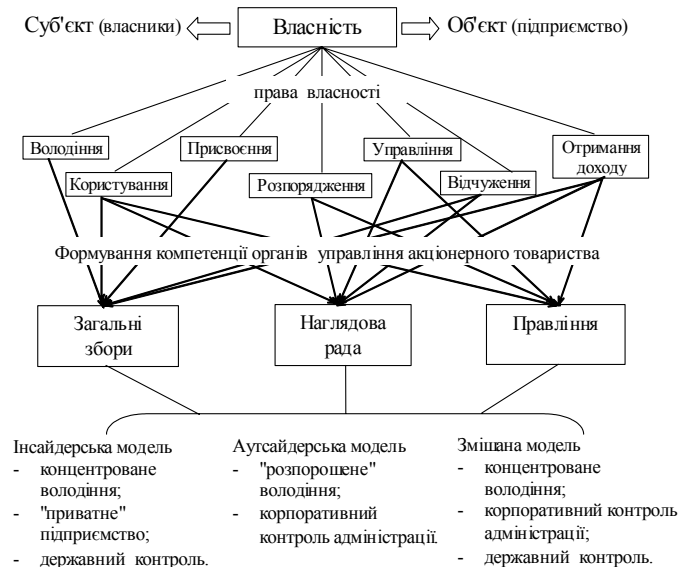 Суб'єкт (власники) Власність Об'єкт (підприємство)
права власності
Володіння Присвоєння Управління Отримання доходу
Користування Розпорядження Відчуження
Формування компетенції органів управління акціонерного товариства
Загальні збори
Наглядова рада
Правління
Інсайдерська модель
- концентроване
володіння;
- "приватне"
підприємство;
- державний контроль.
Аутсайдерська модель
- "розпорошене"
володіння;
- корпоративний
контроль адміністрації.
Змішана модель
- концентроване
володіння;
- корпоративний контроль
адміністрації;
- державний контроль.